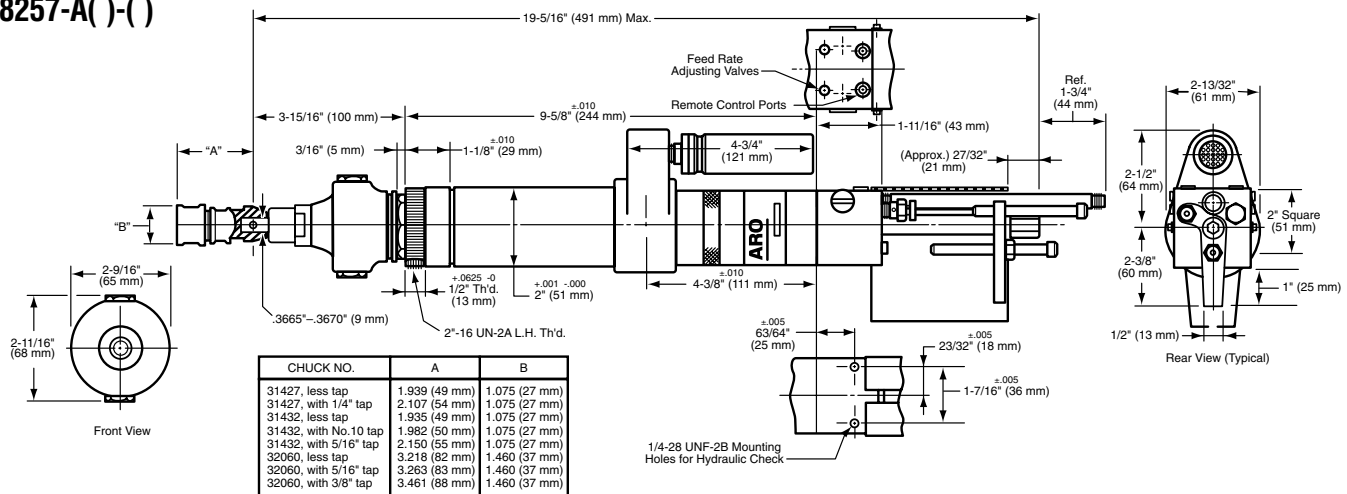 8257-A( )-( )
19-5/16" (491 mm) Max.
Feed Rate
Adjusting Valves
Remote Control Ports
Ref.
1-3/4"
(44 mm)
2-13/32"
(61 mm)
3-15/16" (100 mm)
±.010
9-5/8" (244 mm)
1-11/16" (43 mm)
"A"
3/16" (5 mm)
±.010
1-1/8" (29 mm)
4-3/4"
(121 mm)
(Approx.) 27/32"
(21 mm)
2-1/2"
(64 mm)
"B"
ARO
2" Square
(51 mm)
2-3/8"
(60 mm)
1" (25 mm)
1/2" (13 mm)
Rear View (Typical)
2-9/16"
(65 mm)
2-11/16"
(68 mm)
Front View
.3665"–.3670" (9 mm)
+.0625 -0
1/2" Th'd.
(13 mm)
+.001 -.000
2" (51 mm)
±.010
4-3/8" (111 mm)
2"-16 UN-2A L.H. Th'd.
±.005
63/64"
(25 mm)
±.005
23/32" (18 mm)
±.005
1-7/16" (36 mm)
1/4-28 UNF-2B Mounting
Holes for Hydraulic Check
CHUCK NO. A B
31427, less tap 1.939 (49 mm) 1.075 (27 mm)
31427, with 1/4" tap 2.107 (54 mm) 1.075 (27 mm)
31432, less tap 1.935 (49 mm) 1.075 (27 mm)
31432, with No.10 tap 1.982 (50 mm) 1.075 (27 mm)
31432, with 5/16" tap 2.150 (55 mm) 1.075 (27 mm)
32060, less tap 3.218 (82 mm) 1.460 (37 mm)
32060, with 5/16" tap 3.263 (83 mm) 1.460 (37 mm)
32060, with 3/8" tap 3.461 (88 mm) 1.460 (37 mm)